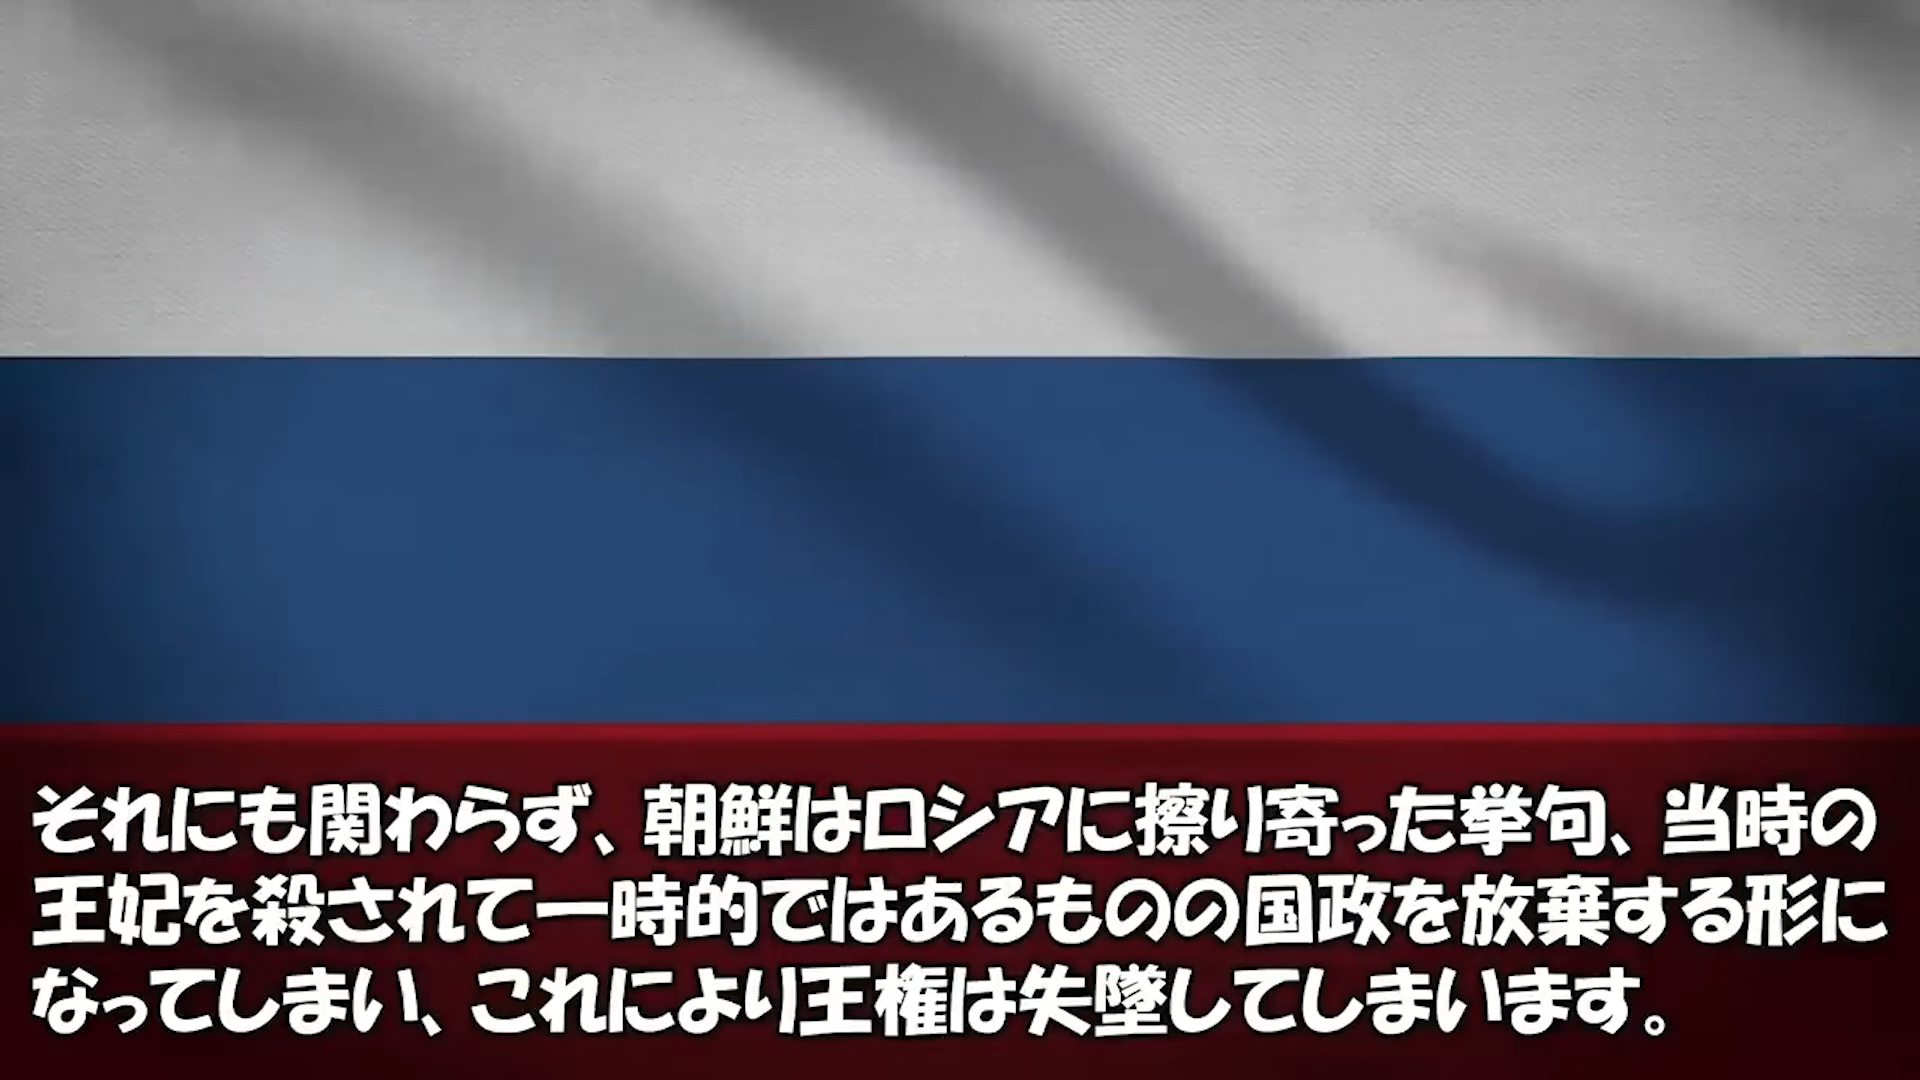 それにも関わらず、朝鮮はロシアに擦り寄った挙句、当時の
王妃を殺されて一時的ではあるものの国政を放棄する形に
なってしまい、これにより王権は失墜してしまいます。